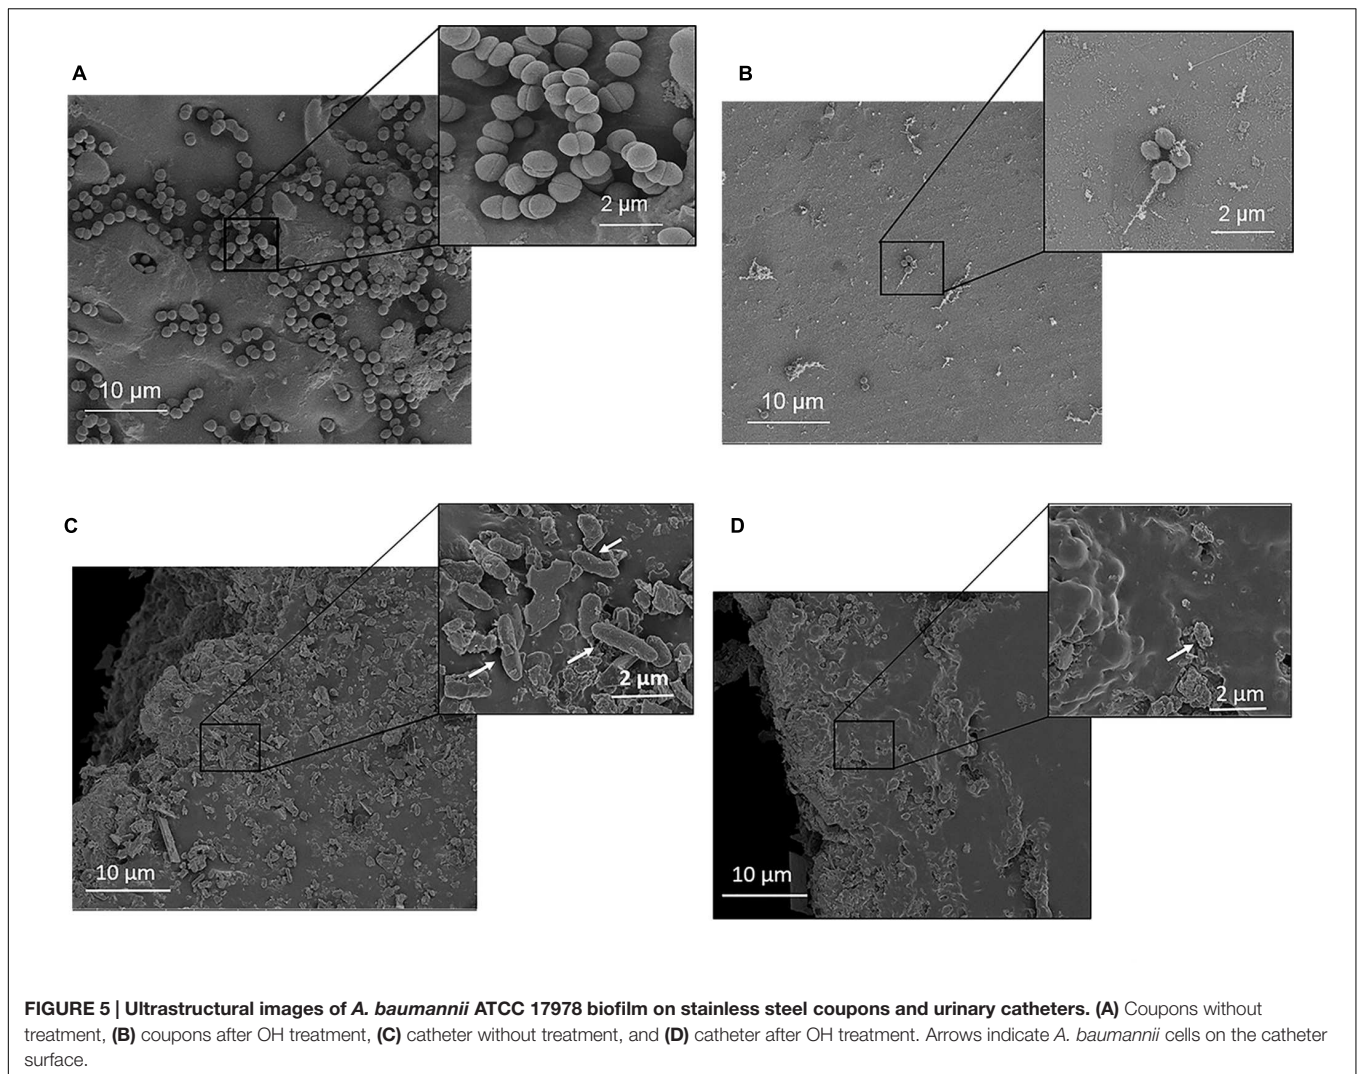 A
2 µm
10 µm
B
2 µm
10 µm
C
2 µm
10 µm
D
2 µm
10 µm
FIGURE 5 | Ultrastructural images of A. baumannii ATCC 17978 biofilm on stainless steel coupons and urinary catheters. (A) Coupons without
treatment, (B) coupons after OH treatment, (C) catheter without treatment, and (D) catheter after OH treatment. Arrows indicate A. baumannii cells on the catheter
surface.